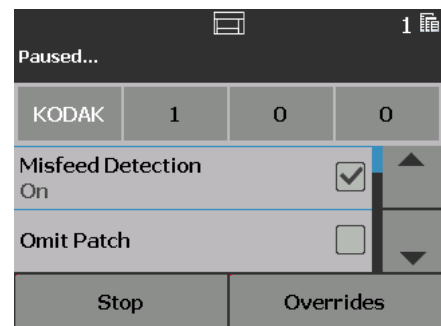 1
Paused...
KODAK 1 0 0
Misfeed Detection
On
Omit Patch
Stop Overrides